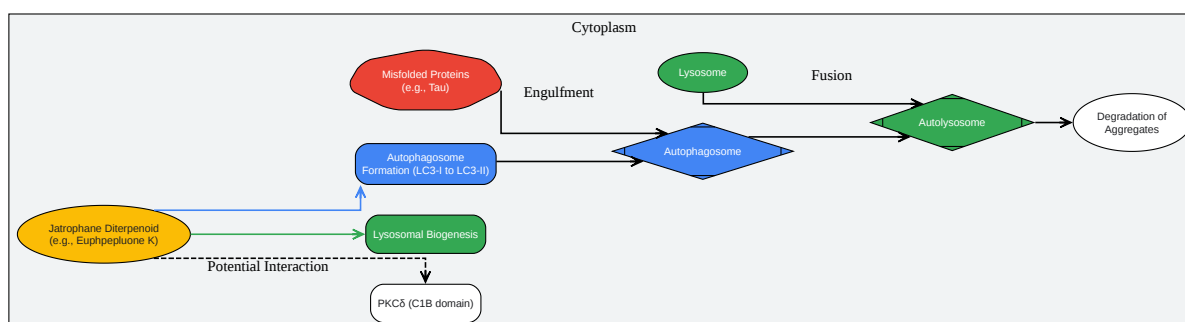 Cytoplasm
Misfolded Proteins
(e.g., Tau)
Engulfment
Lysosome
Fusion
Autolysosome
Degradation of
Aggregates
Autophagosome
Autophagosome
Formation (LC3-I to LC3-II)
Jatrophane Diterpenoid
(e.g., Euphpepluone K)
Lysosomal Biogenesis
Potential Interaction
PKCδ (C1B domain)